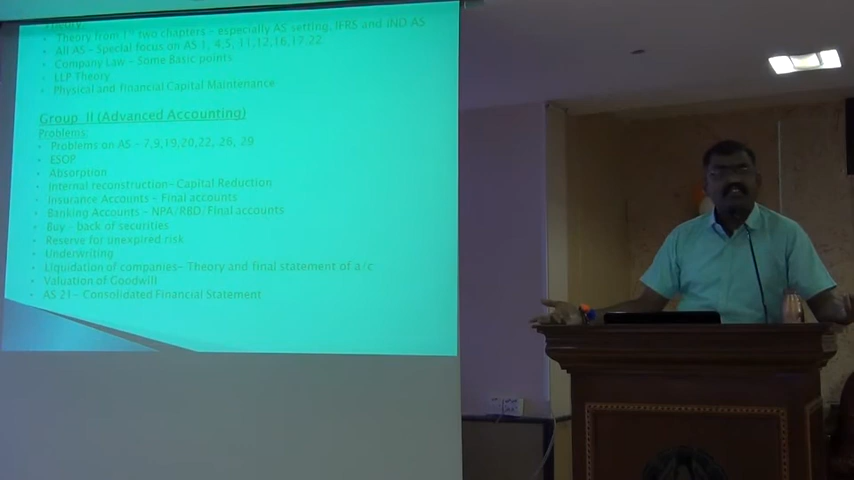 Theory:
Theory from 1st two chapters - especially AS setting, IFRS and IND AS
All AS - Special focus on AS 1, 4,5, 11,12,16,17,22
Company Law - Some Basic points
LLP Theory
Physical and financial Capital Maintenance
Group II (Advanced Accounting)
Problems:
Problems on AS - 7,9,19,20,22, 26, 29
ESOP
Absorption
Internal reconstruction- Capital Reduction
Insurance Accounts - Final accounts
Banking Accounts - NPA/RBD/Final accounts
Buy - back of securities
Reserve for unexpired risk
Underwriting
Liquidation of companies- Theory and final statement of a/c
Valuation of Goodwill
AS 21- Consolidated Financial Statement